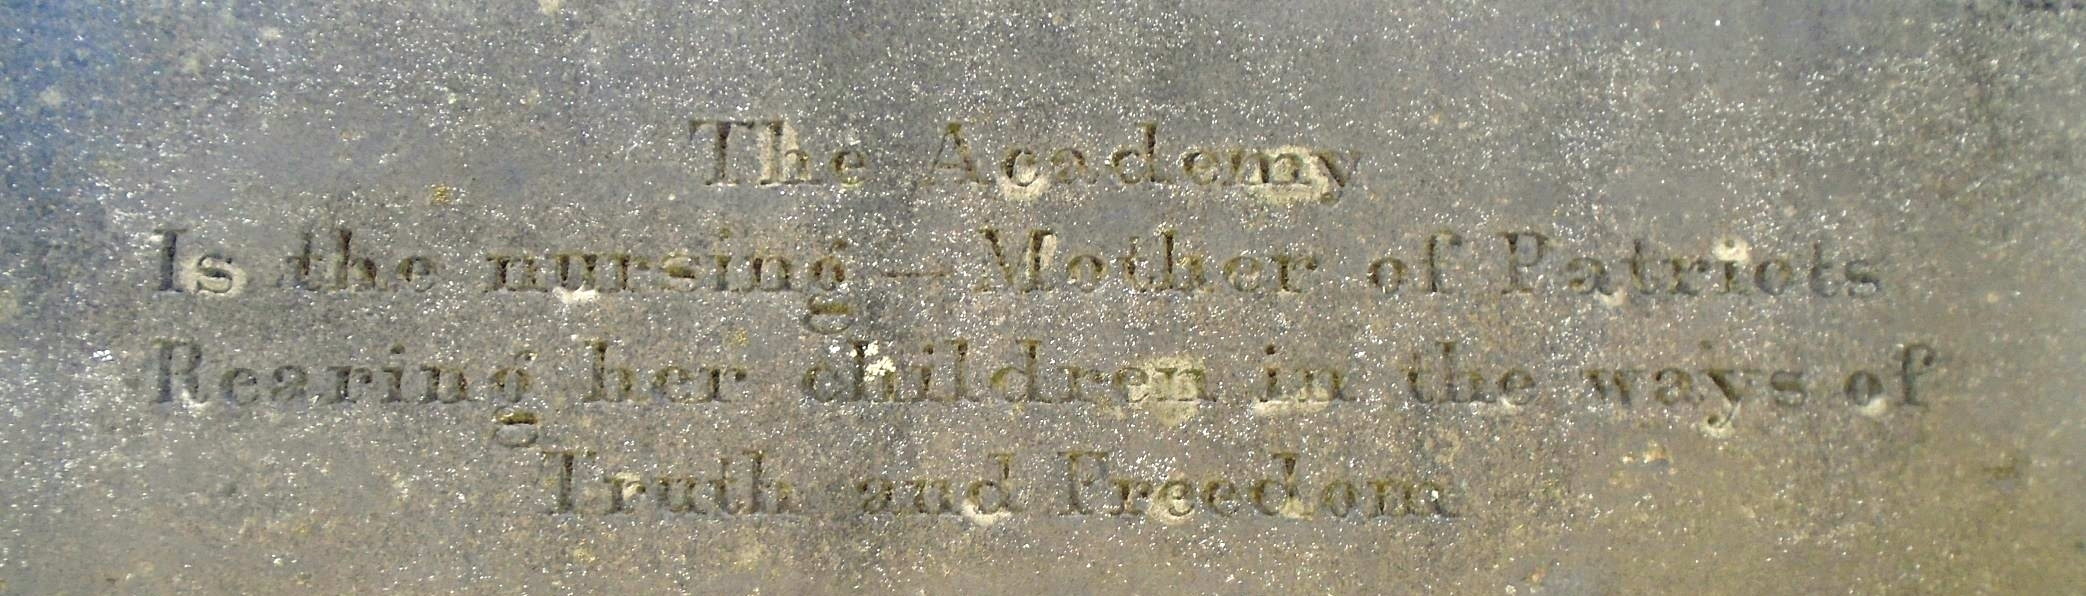 The Academy
Is the nursing — Mother of Patriots
Rearing her children in the ways of
Truth and Freedom